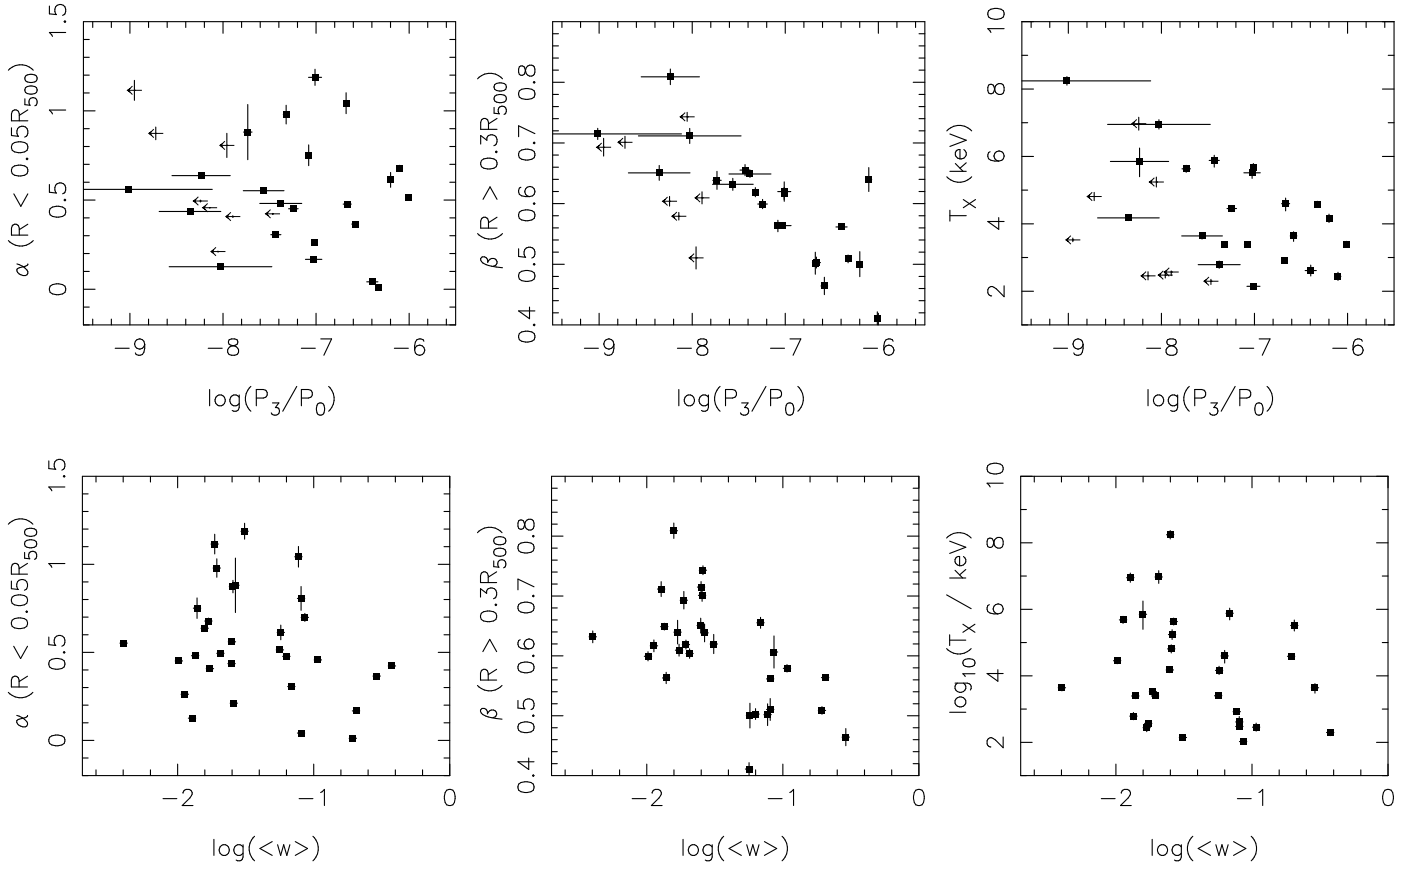 α (R < 0.05R500)
0 0.5 1 1.5
−9 −8 −7 −6
log(P3/P0)
β (R > 0.3R500)
0.4 0.5 0.6 0.7 0.8
−9 −8 −7 −6
log(P3/P0)
TX (keV)
2 4 6 8 10
−9 −8 −7 −6
log(P3/P0)
α (R < 0.05R500)
0 0.5 1 1.5
−2 −1 0
log(<w>)
β (R > 0.3R500)
0.4 0.5 0.6 0.7 0.8
−2 −1 0
log(<w>)
log10(TX / keV)
2 4 6 8 10
−2 −1 0
log(<w>)